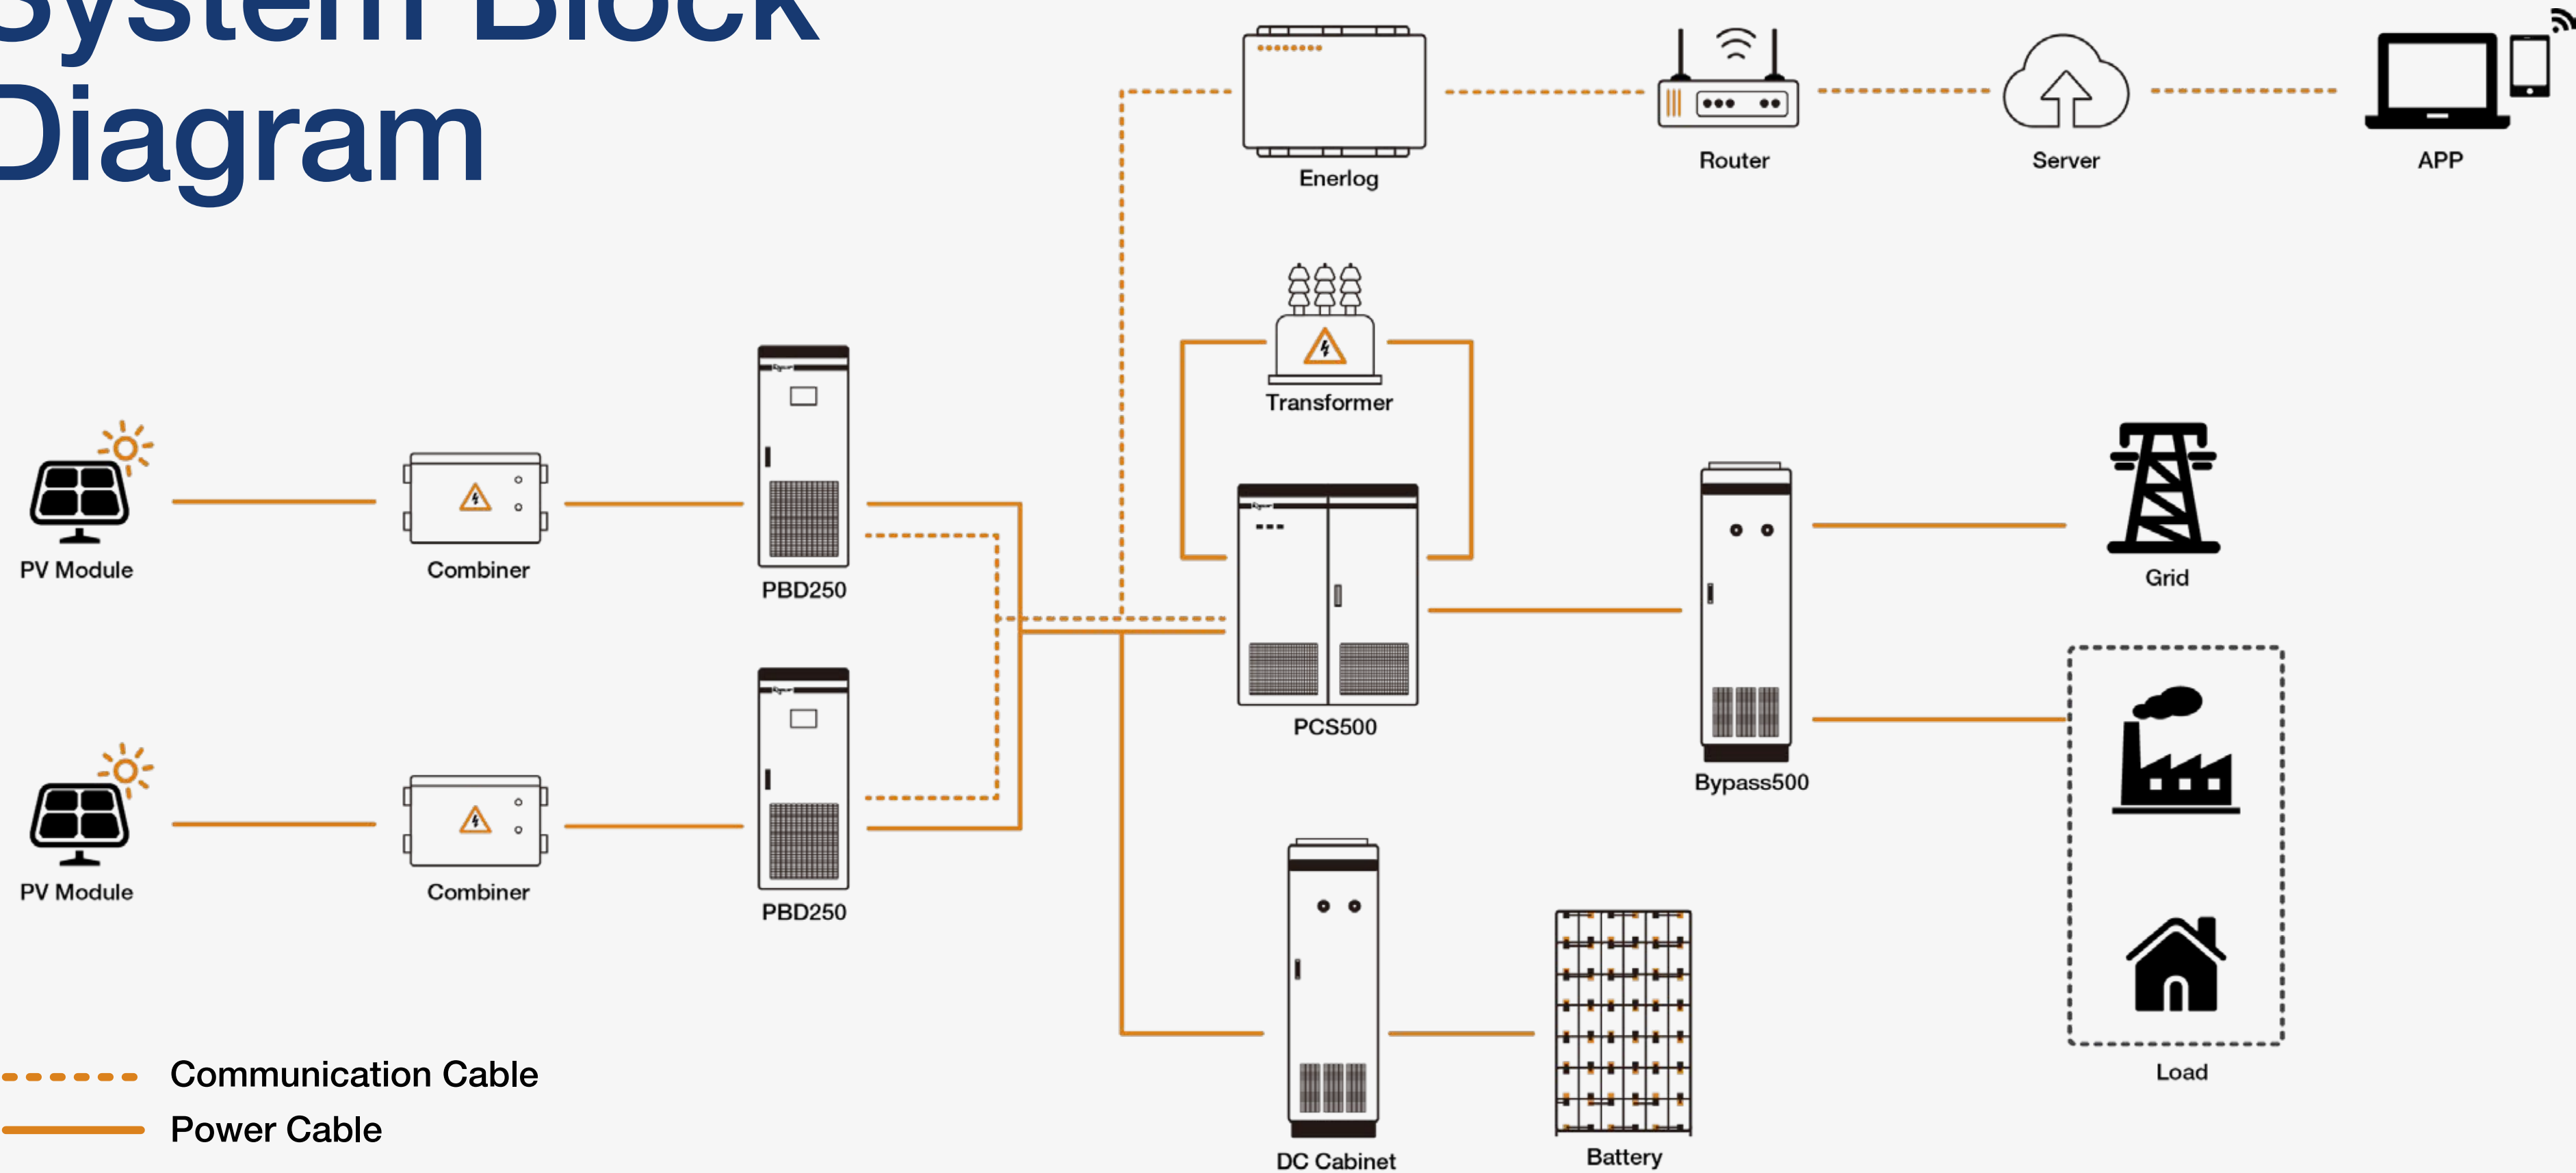 System Block
Diagram
Enerlog
Router
Server
APP
Transformer
PV Module
Combiner
PBD250
Grid
PCS500
Bypass500
PV Module
Combiner
PBD250
Load
Communication Cable
Power Cable
DC Cabinet
Battery